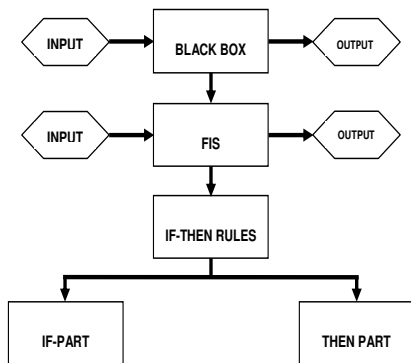 INPUT
BLACK BOX
OUTPUT
INPUT
FIS
OUTPUT
IF-THEN RULES
IF-PART
THEN PART